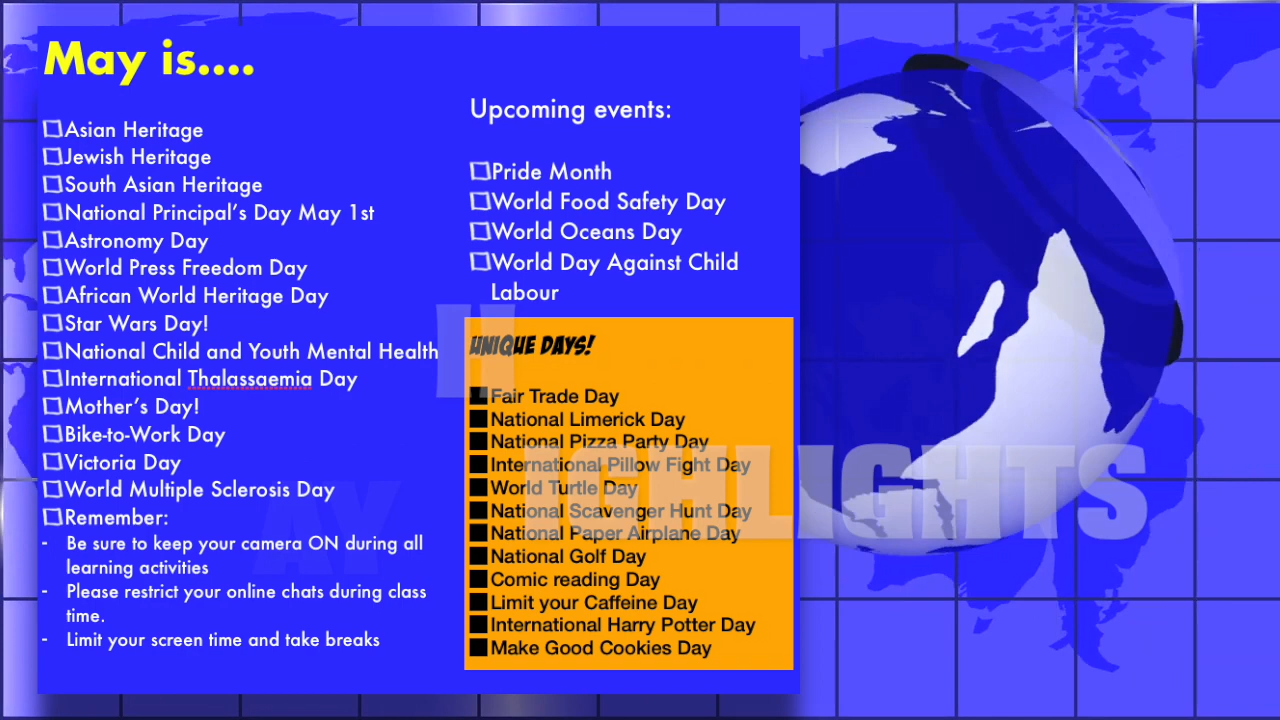 May is....
Asian Heritage
Jewish Heritage
South Asian Heritage
National Principal's Day May 1st
Astronomy Day
World Press Freedom Day
African World Heritage Day
Star Wars Day!
National Child and Youth Mental Health
International Thalassaemia Day
Mother's Day!
Bike-to-Work Day
Victoria Day
World Multiple Sclerosis Day
Remember:
- Be sure to keep your camera ON during all
learning activities
- Please restrict your online chats during class
time.
- Limit your screen time and take breaks
Upcoming events:
Pride Month
World Food Safety Day
World Oceans Day
World Day Against Child
Labour
UNIQUE DAYS!
Fair Trade Day
National Limerick Day
National Pizza Party Day
International Pillow Fight Day
World Turtle Day
National Scavenger Hunt Day
National Paper Airplane Day
National Golf Day
Comic reading Day
Limit your Caffeine Day
International Harry Potter Day
Make Good Cookies Day
AY
H
IGHLIGHTS